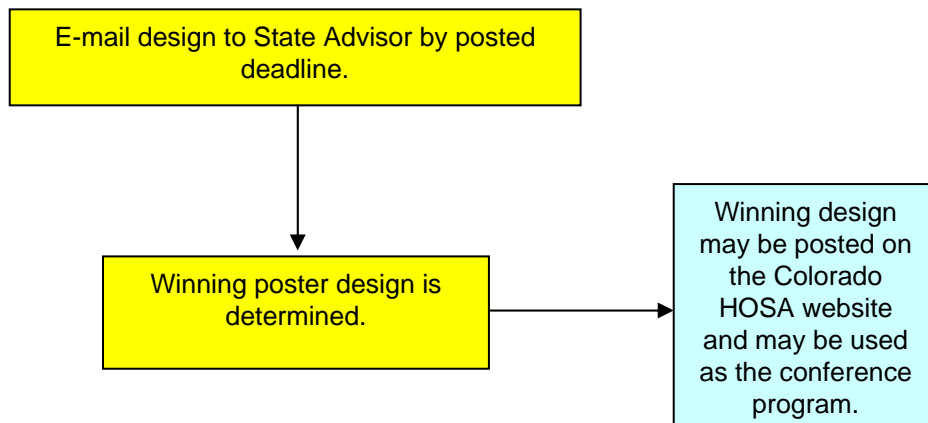 E-mail design to State Advisor by posted
deadline.
Winning poster design is
determined.
Winning design
may be posted on
the Colorado
HOSA website
and may be used
as the conference
program.